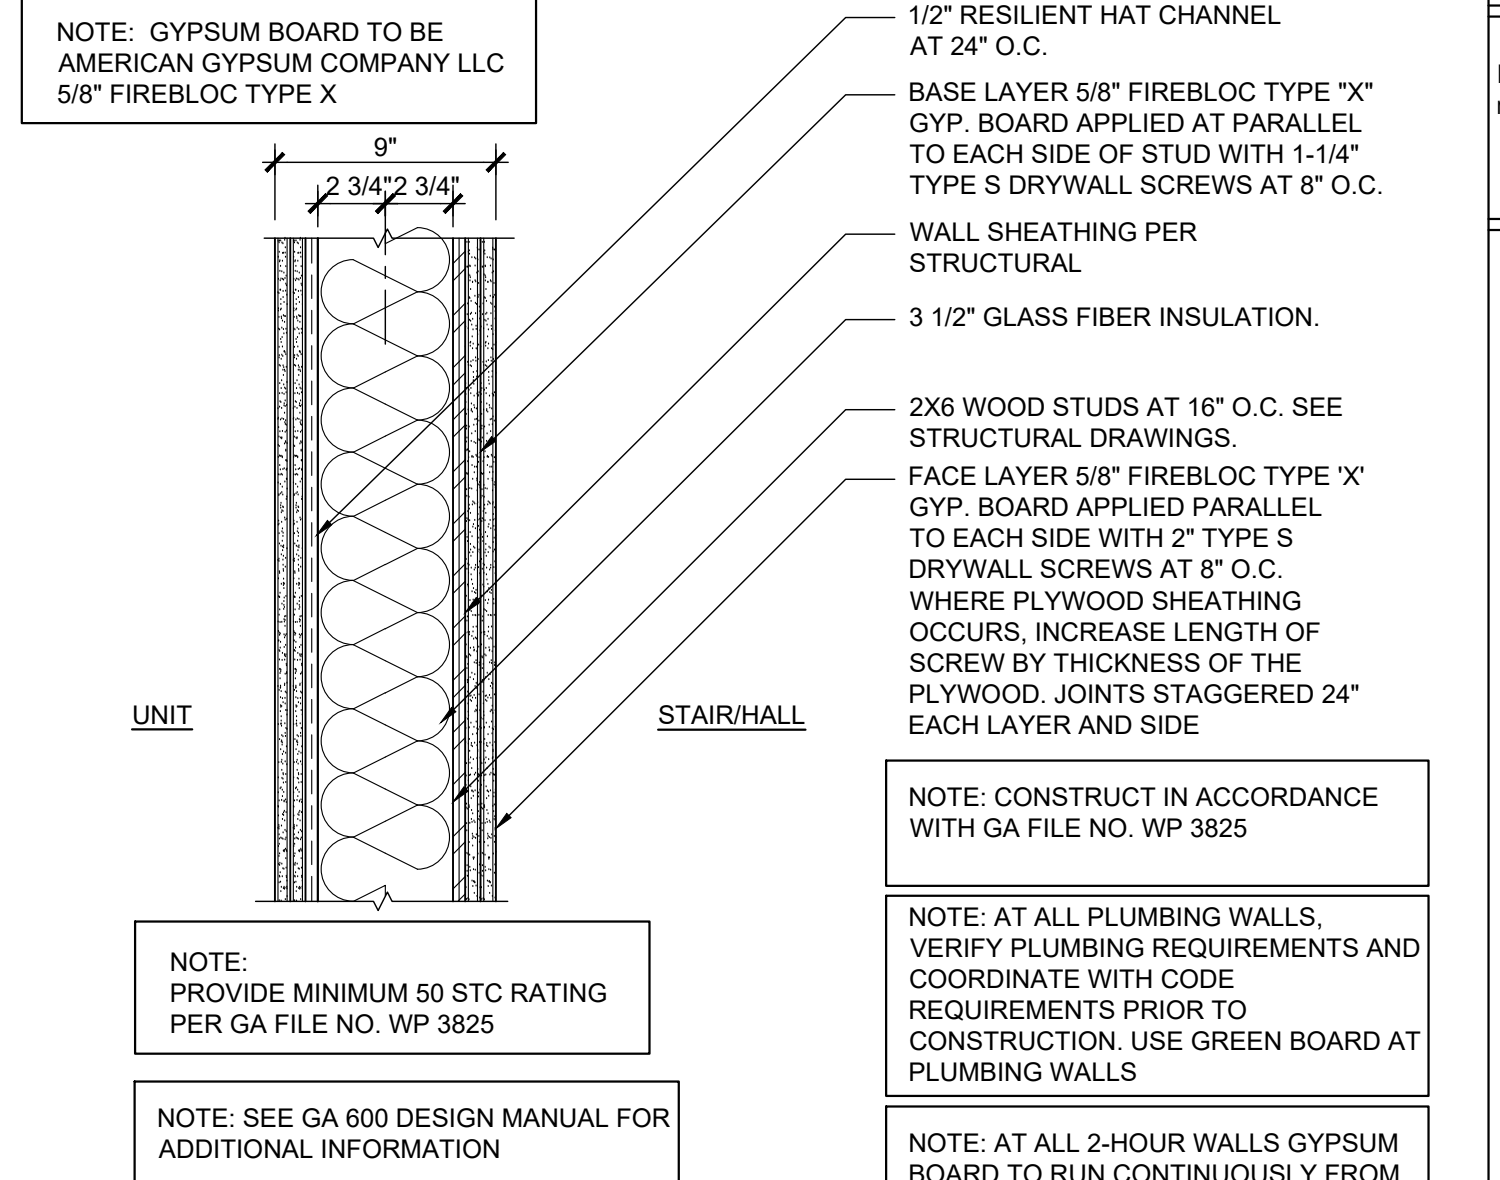 NOTE:  GYPSUM BOARD TO BE
AMERICAN GYPSUM COMPANY LLC
5/8" FIREBLOC TYPE X
9"
2 3/4" 2 3/4"
1/2" RESILIENT HAT CHANNEL
AT 24" O.C.
BASE LAYER 5/8" FIREBLOC TYPE "X"
GYP. BOARD APPLIED AT PARALLEL
TO EACH SIDE OF STUD WITH 1-1/4"
TYPE S DRYWALL SCREWS AT 8" O.C.
WALL SHEATHING PER
STRUCTURAL
3 1/2" GLASS FIBER INSULATION.
2X6 WOOD STUDS AT 16" O.C. SEE
STRUCTURAL DRAWINGS.
FACE LAYER 5/8" FIREBLOC TYPE 'X'
GYP. BOARD APPLIED PARALLEL
TO EACH SIDE WITH 2" TYPE S
DRYWALL SCREWS AT 8" O.C.
WHERE PLYWOOD SHEATHING
OCCURS, INCREASE LENGTH OF
SCREW BY THICKNESS OF THE
PLYWOOD. JOINTS STAGGERED 24"
EACH LAYER AND SIDE
UNIT
STAIR/HALL
NOTE: CONSTRUCT IN ACCORDANCE
WITH GA FILE NO. WP 3825
NOTE: AT ALL PLUMBING WALLS,
VERIFY PLUMBING REQUIREMENTS AND
COORDINATE WITH CODE
REQUIREMENTS PRIOR TO
CONSTRUCTION. USE GREEN BOARD AT
PLUMBING WALLS
NOTE:
PROVIDE MINIMUM 50 STC RATING
PER GA FILE NO. WP 3825
NOTE: SEE GA 600 DESIGN MANUAL FOR
ADDITIONAL INFORMATION
NOTE: AT ALL 2-HOUR WALLS GYPSUM
BOARD TO RUN CONTINUOUSLY FROM